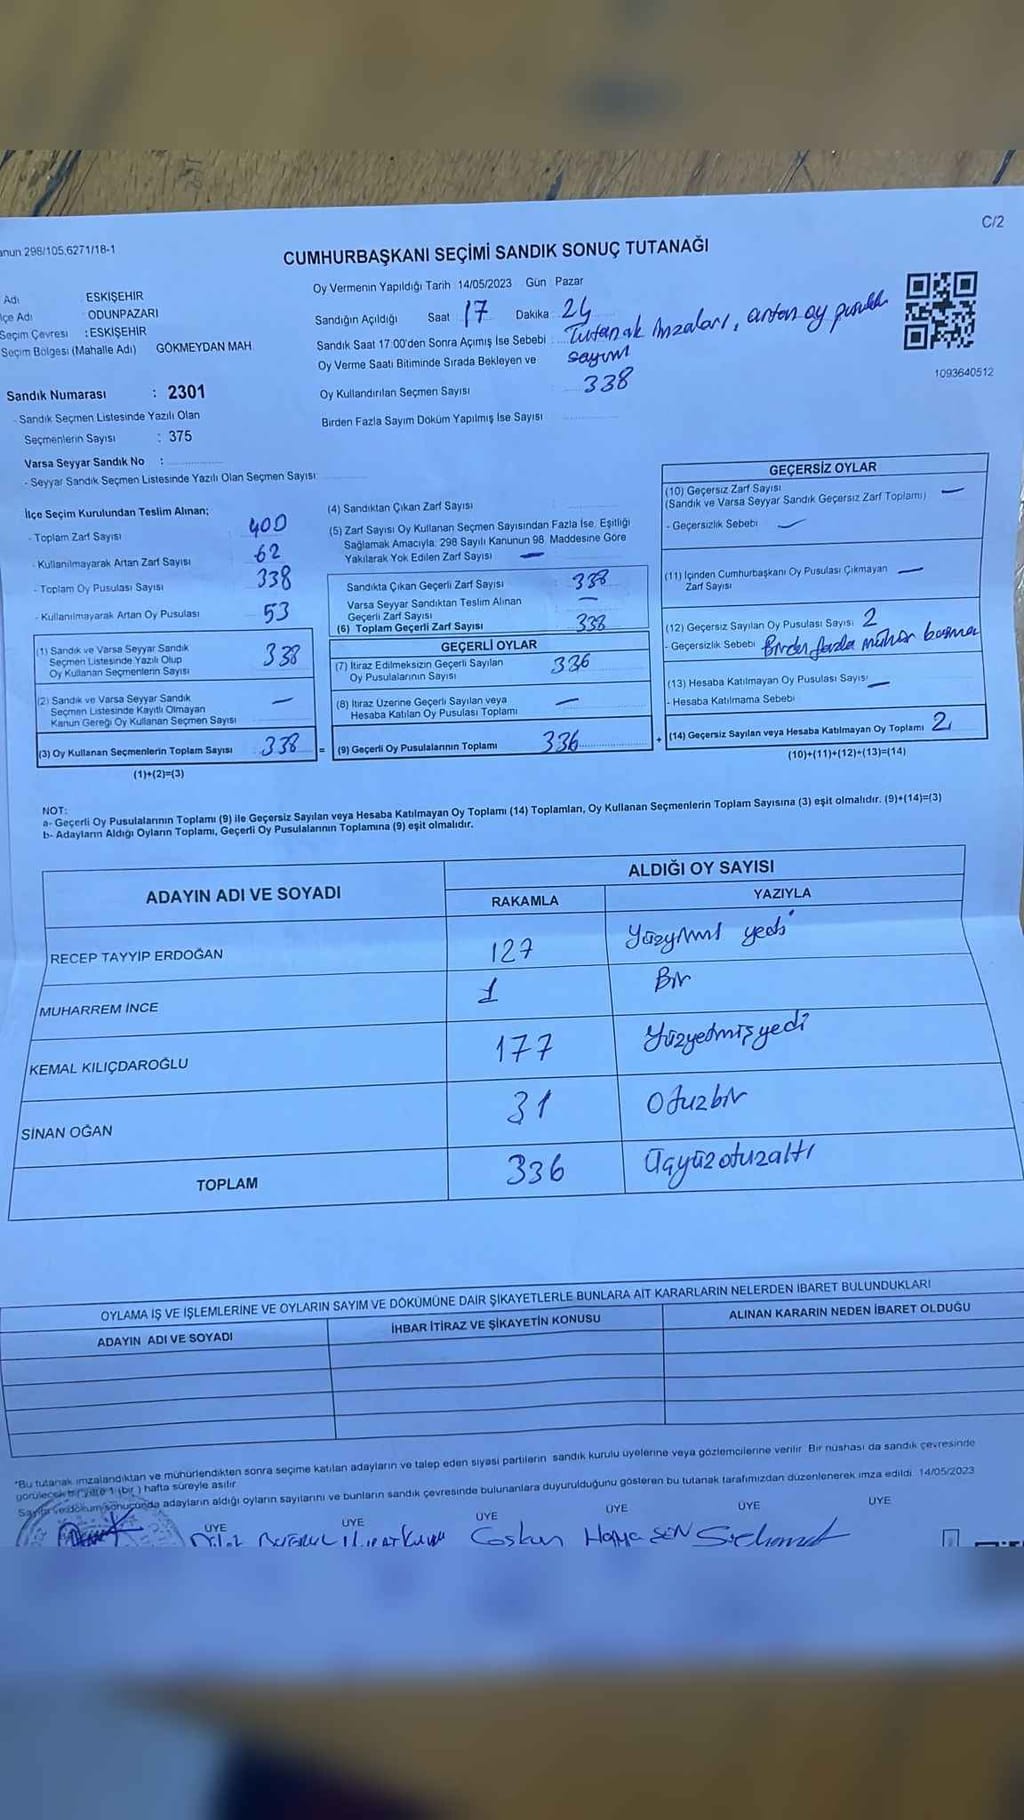 C/2
anun 298/105,6271/18-1
CUMHURBAŞKANI SEÇİMİ SANDIK SONUÇ TUTANAĞI
Adı ESKİŞEHİR
lçe Adı : ODUNPAZARI
Seçim Çevresi : ESKİŞEHİR
Seçim Bölgesi (Mahalle Adı) GÖKMEYDAN MAH.
Sandık Numarası : 2301
- Sandık Seçmen Listesinde Yazılı Olan
Seçmenlerin Sayısı : 375
Varsa Seyyar Sandık No :
- Seyyar Sandık Seçmen Listesinde Yazılı Olan Seçmen Sayısı:
Oy Vermenin Yapıldığı Tarih 14/05/2023 Gün Pazar
Sandığın Açıldığı Saat 17 Dakika 24
Sandık Saat 17:00'den Sonra Açımış İse Sebebi Tutanak imzaları, artan oy pusula
sayımı
Oy Verme Saati Bitiminde Sırada Bekleyen ve
Oy Kullandırılan Seçmen Sayısı 338
Birden Fazla Sayım Döküm Yapılmış İse Sayısı
1093640512
İlçe Seçim Kurulundan Teslim Alınan;
- Toplam Zarf Sayısı 400
- Kullanılmayarak Artan Zarf Sayısı 62
- Toplam Oy Pusulası Sayısı 338
- Kullanılmayarak Artan Oy Pusulası 53
(1) Sandık ve Varsa Seyyar Sandık
Seçmen Listesinde Yazılı Olup
Oy Kullanan Seçmenlerin Sayısı 338
(2) Sandık ve Varsa Seyyar Sandık
Seçmen Listesinde Kayıtlı Olmayan
Kanun Gereği Oy Kullanan Seçmen Sayısı —
(3) Oy Kullanan Seçmenlerin Toplam Sayısı 338 =
(1)+(2)=(3)
(4) Sandıktan Çıkan Zarf Sayısı
(5) Zarf Sayısı Oy Kullanan Seçmen Sayısından Fazla İse, Eşitliği
Sağlamak Amacıyla, 298 Sayılı Kanunun 98. Maddesine Göre
Yakılarak Yok Edilen Zarf Sayısı —
Sandıkta Çıkan Geçerli Zarf Sayısı 338
Varsa Seyyar Sandıktan Teslim Alınan
Geçerli Zarf Sayısı —
(6) Toplam Geçerli Zarf Sayısı 338
GEÇERLİ OYLAR
(7) İtiraz Edilmeksizin Geçerli Sayılan
Oy Pusulalarının Sayısı 336
(8) İtiraz Üzerine Geçerli Sayılan veya
Hesaba Katılan Oy Pusulası Toplamı —
(9) Geçerli Oy Pusulalarının Toplamı 336 +
GEÇERSİZ OYLAR
(10) Geçersiz Zarf Sayısı
(Sandık ve Varsa Seyyar Sandık Geçersiz Zarf Toplamı) —
- Geçersizlik Sebebi —
(11) İçinden Cumhurbaşkanı Oy Pusulası Çıkmayan
Zarf Sayısı —
(12) Geçersiz Sayılan Oy Pusulası Sayısı 2
- Geçersizlik Sebebi Birden fazla mühür basma
(13) Hesaba Katılmayan Oy Pusulası Sayısı —
- Hesaba Katılmama Sebebi
(14) Geçersiz Sayılan veya Hesaba Katılmayan Oy Toplamı 2
(10)+(11)+(12)+(13)=(14)
NOT:
a- Geçerli Oy Pusulalarının Toplamı (9) ile Geçersiz Sayılan veya Hesaba Katılmayan Oy Toplamı (14) Toplamları, Oy Kullanan Seçmenlerin Toplam Sayısına (3) eşit olmalıdır. (9)+(14)=(3)
b- Adayların Aldığı Oyların Toplamı, Geçerli Oy Pusulalarının Toplamına (9) eşit olmalıdır.
ADAYIN ADI VE SOYADI
ALDIĞI OY SAYISI
RAKAMLA YAZIYLA
RECEP TAYYİP ERDOĞAN 127 Yüzyirmi yedi
MUHARREM İNCE 1 Bir
KEMAL KILIÇDAROĞLU 177 Yüzyetmişyedi
SİNAN OĞAN 31 Otuzbir
TOPLAM 336 Üçyüzotuzaltı
OYLAMA İŞ VE İŞLEMLERİNE VE OYLARIN SAYIM VE DÖKÜMÜNE DAİR ŞİKAYETLERLE BUNLARA AİT KARARLARIN NELERDEN İBARET BULUNDUKLARI
ADAYIN ADI VE SOYADI İHBAR İTİRAZ VE ŞİKAYETİN KONUSU ALINAN KARARIN NEDEN İBARET OLDUĞU
*Bu tutanak imzalandıktan ve mühürlendikten sonra seçime katılan adayların ve talep eden siyasi partilerin sandık kurulu üyelerine veya gözlemcilerine verilir. Bir nüshası da sandık çevresinde
görülecek bir yere 1 (bir) hafta süreyle asılır.
Sayım ve döküm sonucunda adayların aldığı oyların sayılarını ve bunların sandık çevresinde bulunanlara duyurulduğunu gösteren bu tutanak tarafımızdan düzenlenerek imza edildi. 14/05/2023
ÜYE ÜYE ÜYE ÜYE ÜYE ÜYE
Coskun Haya ŞEN